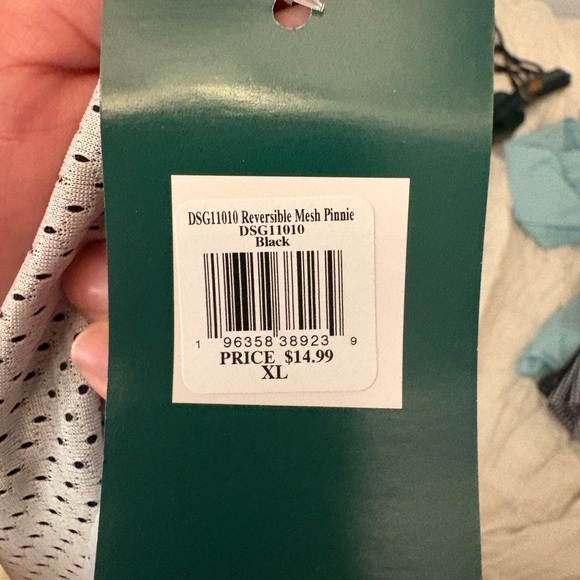 DSG11010 Reversible Mesh Pinnie
DSG11010
Black
1 96358 38923 9
PRICE $14.99
XL